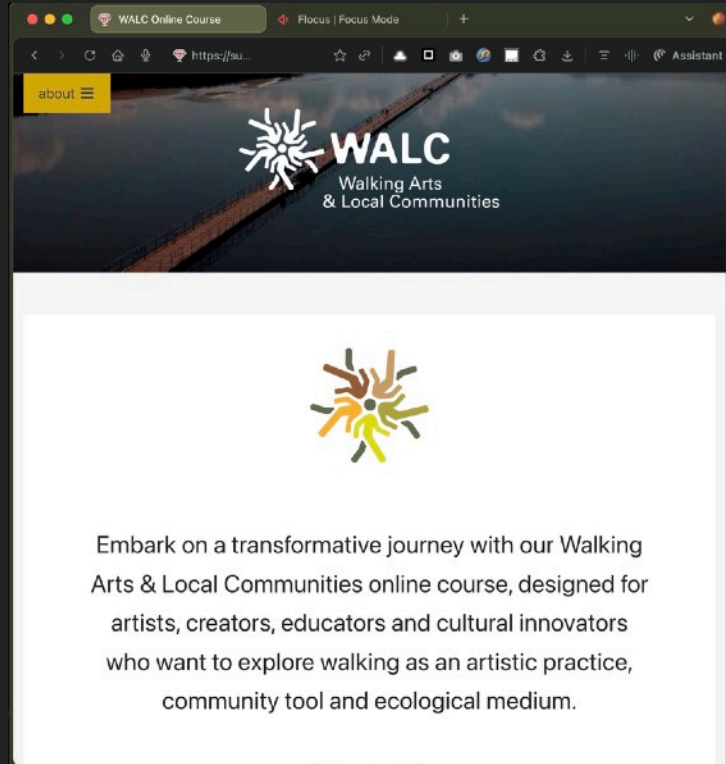 WALC Online Course
Flocus | Focus Mode
https://su...
Assistant
about
WALC
Walking Arts
& Local Communities
Embark on a transformative journey with our Walking
Arts & Local Communities online course, designed for
artists, creators, educators and cultural innovators
who want to explore walking as an artistic practice,
community tool and ecological medium.